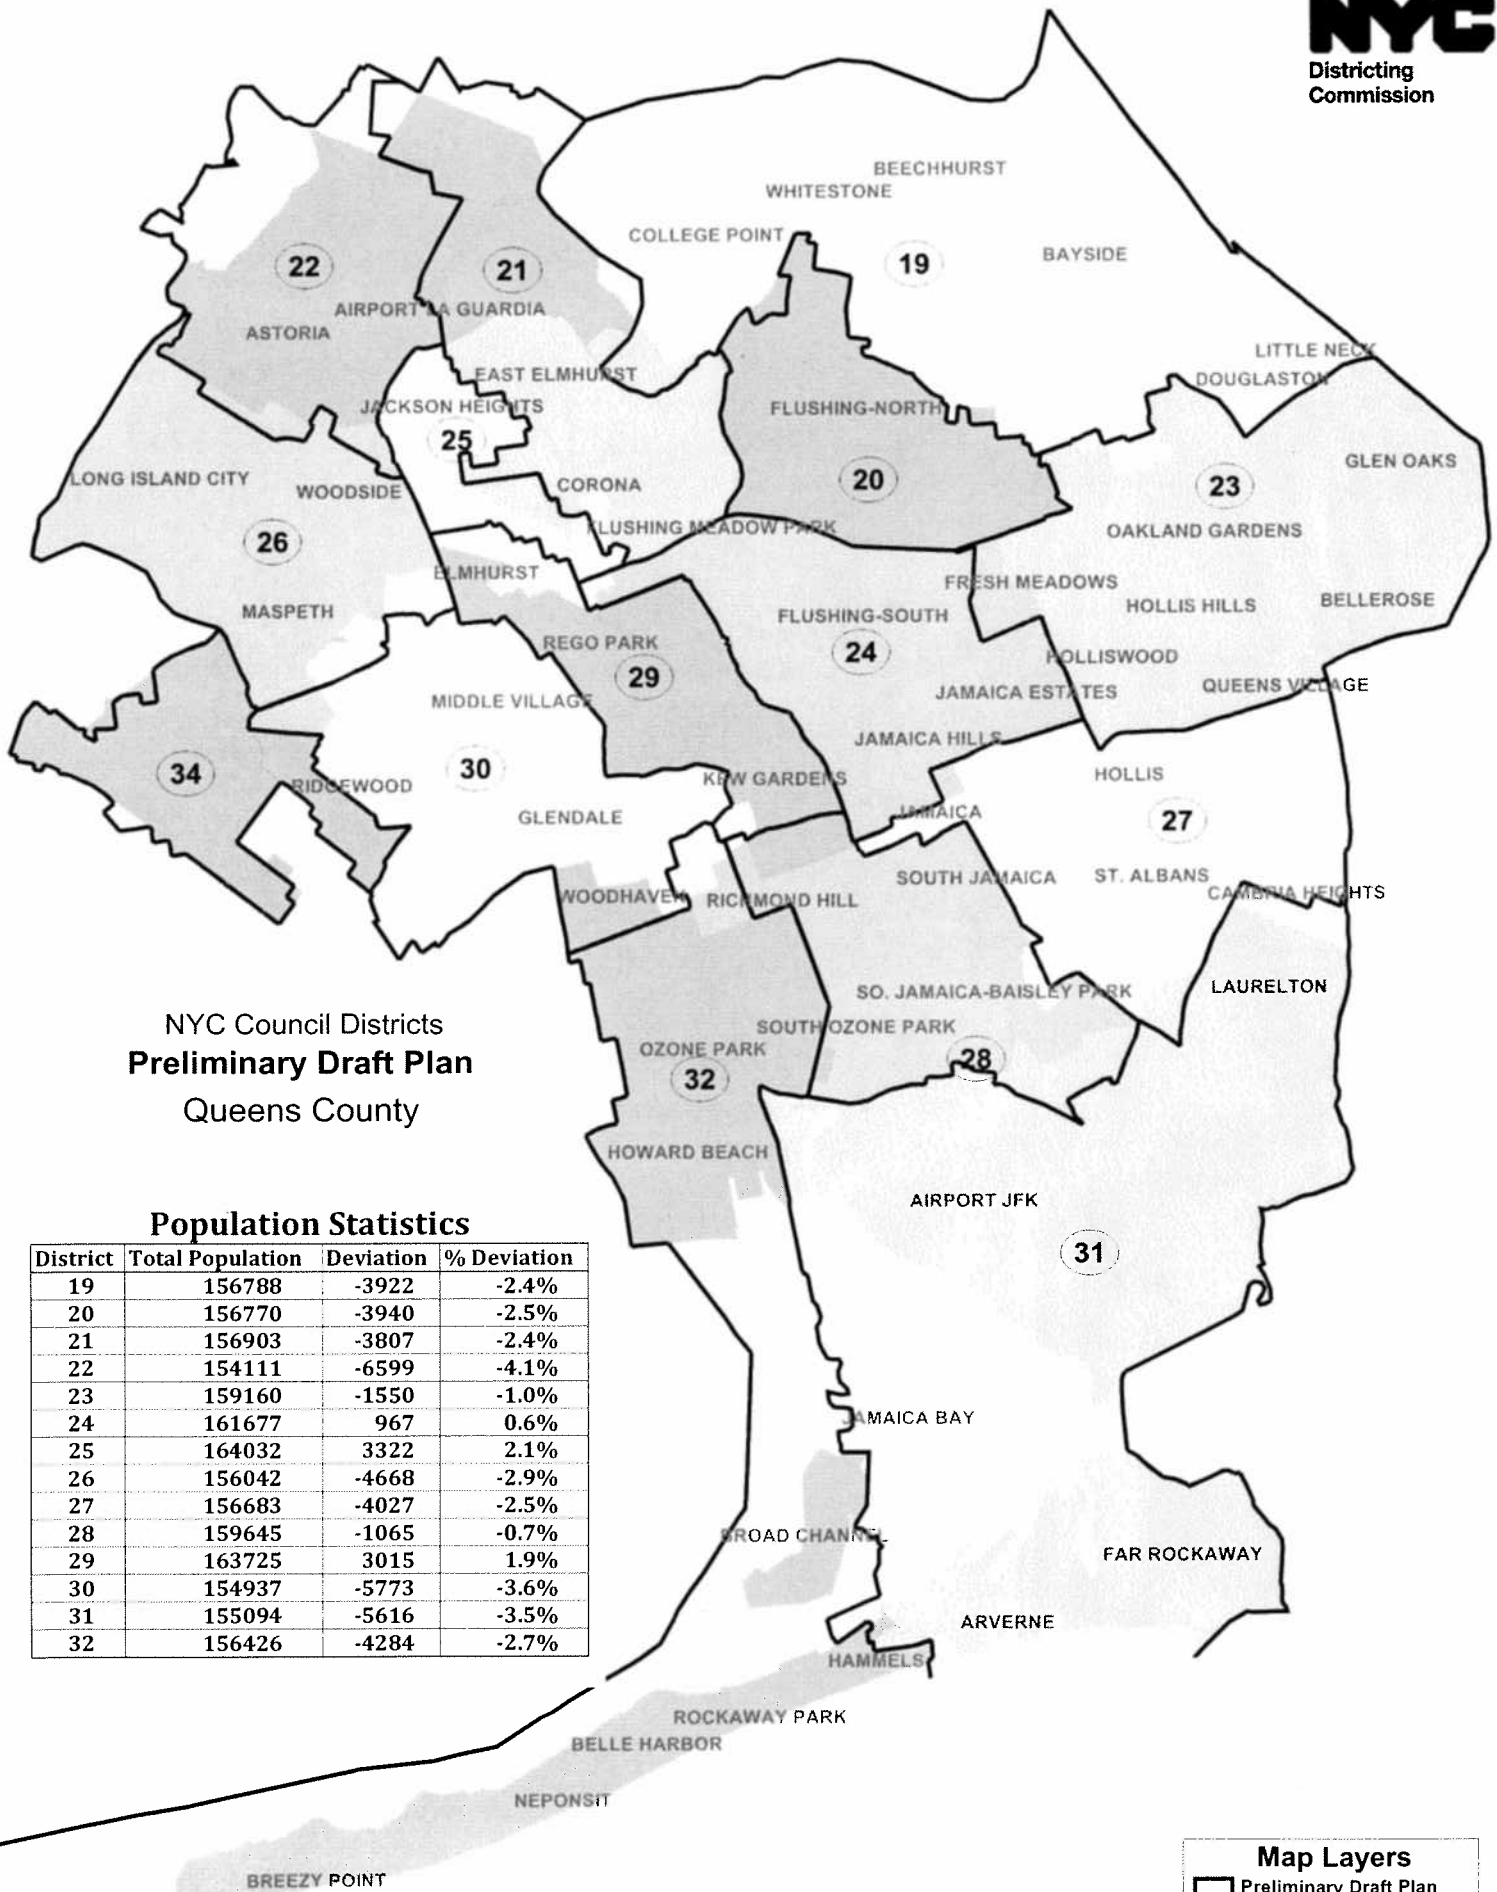 NYC
Districting
Commission
BEECHHURST
WHITESTONE
COLLEGE POINT
19
BAYSIDE
22
21
AIRPORT LA GUARDIA
ASTORIA
LITTLE NECK
DOUGLASTON
EAST ELMHURST
JACKSON HEIGHTS
FLUSHING-NORTH
25
GLEN OAKS
LONG ISLAND CITY
WOODSIDE
CORONA
20
23
FLUSHING MEADOW PARK
OAKLAND GARDENS
26
ELMHURST
FRESH MEADOWS
MASPETH
FLUSHING-SOUTH
HOLLIS HILLS
BELLEROSE
REGO PARK
24
HOLLISWOOD
29
JAMAICA ESTATES
QUEENS VILLAGE
MIDDLE VILLAGE
JAMAICA HILLS
34
30
KEW GARDENS
HOLLIS
RIDGEWOOD
GLENDALE
JAMAICA
27
SOUTH JAMAICA
ST. ALBANS
WOODHAVEN
RICHMOND HILL
CAMBRIA HEIGHTS
SO. JAMAICA-BAISLEY PARK
LAURELTON
SOUTH OZONE PARK
OZONE PARK
28
32
HOWARD BEACH
AIRPORT JFK
31
NYC Council Districts
Preliminary Draft Plan
Queens County
Population Statistics
District Total Population Deviation % Deviation
19 156788 -3922 -2.4%
20 156770 -3940 -2.5%
21 156903 -3807 -2.4%
22 154111 -6599 -4.1%
23 159160 -1550 -1.0%
24 161677 967 0.6%
25 164032 3322 2.1%
26 156042 -4668 -2.9%
27 156683 -4027 -2.5%
28 159645 -1065 -0.7%
29 163725 3015 1.9%
30 154937 -5773 -3.6%
31 155094 -5616 -3.5%
32 156426 -4284 -2.7%
JAMAICA BAY
BROAD CHANNEL
FAR ROCKAWAY
ARVERNE
HAMMELS
ROCKAWAY PARK
BELLE HARBOR
NEPONSIT
BREEZY POINT
Map Layers
Preliminary Draft Plan